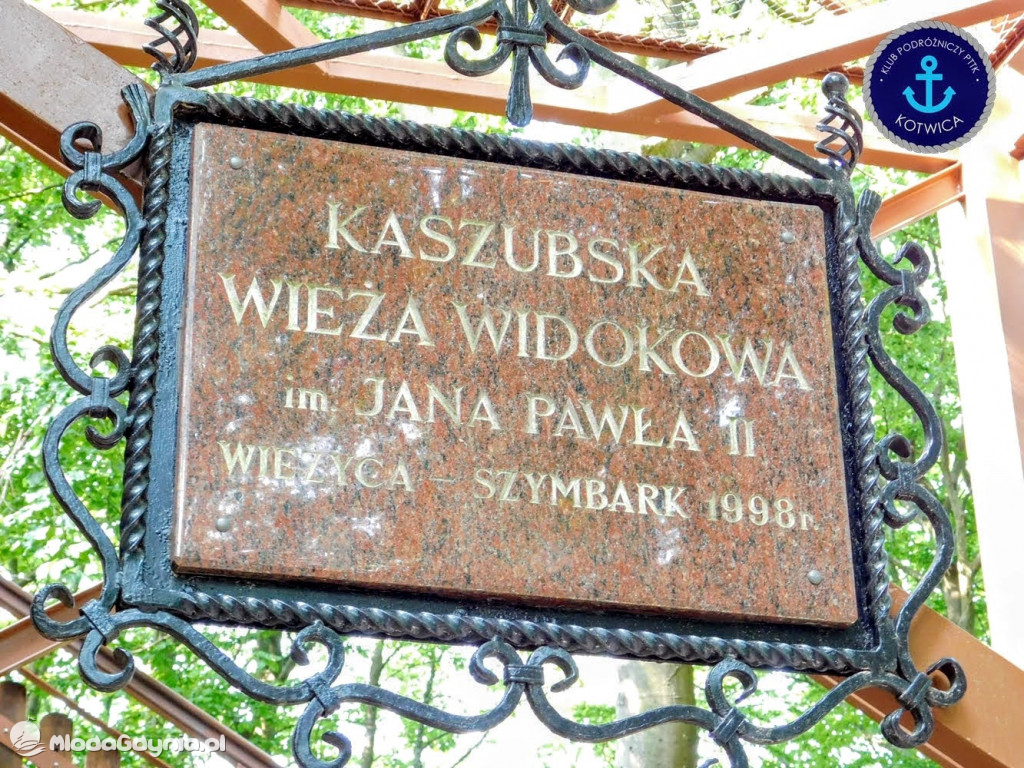 KLUB PODRÓŻNICZY PTTK
KOTWICA
KASZUBSKA
WIEŻA WIDOKOWA
im. JANA PAWŁA II
WIEŻYCA – SZYMBARK 1998r.
MlodaGdynia.pl